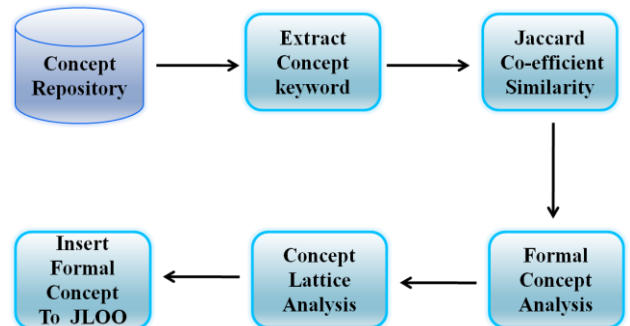 Concept
Repository
Extract
Concept
keyword
Jaccard
Co-efficient
Similarity
Insert
Formal
Concept
To JLOO
Concept
Lattice
Analysis
Formal
Concept
Analysis